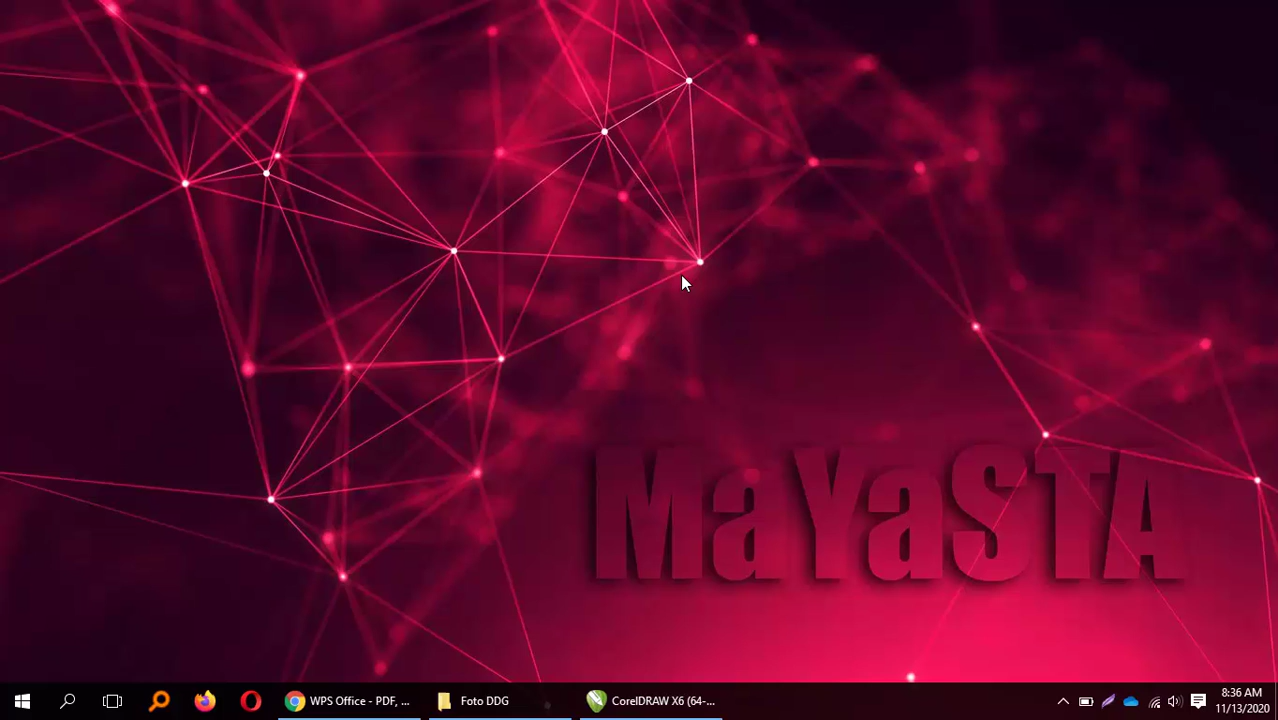 MaYaSTA
WPS Office - PDF, ...
Foto DDG
CorelDRAW X6 (64-...
8:36 AM
11/13/2020